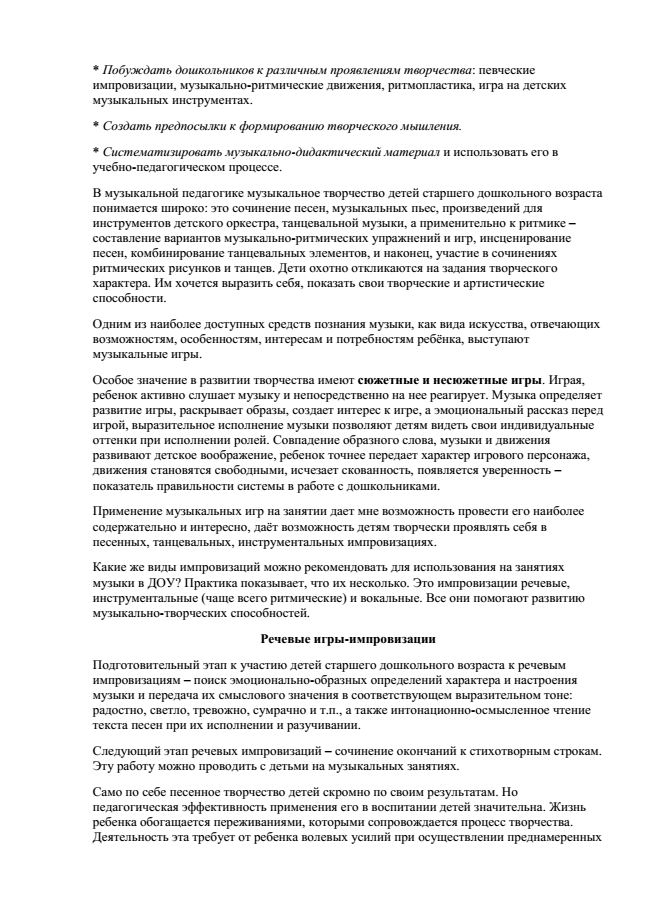 * Побуждать дошкольников к различным проявлениям творчества: певческие
импровизации, музыкально-ритмические движения, ритмопластика, игра на детских
музыкальных инструментах.
* Создать предпосылки к формированию творческого мышления.
* Систематизировать музыкально-дидактический материал и использовать его в
учебно-педагогическом процессе.
В музыкальной педагогике музыкальное творчество детей старшего дошкольного возраста
понимается широко: это сочинение песен, музыкальных пьес, произведений для
инструментов детского оркестра, танцевальной музыки, а применительно к ритмике –
составление вариантов музыкально-ритмических упражнений и игр, инсценирование
песен, комбинирование танцевальных элементов, и наконец, участие в сочинениях
ритмических рисунков и танцев. Дети охотно откликаются на задания творческого
характера. Им хочется выразить себя, показать свои творческие и артистические
способности.
Одним из наиболее доступных средств познания музыки, как вида искусства, отвечающих
возможностям, особенностям, интересам и потребностям ребёнка, выступают
музыкальные игры.
Особое значение в развитии творчества имеют сюжетные и несюжетные игры. Играя,
ребенок активно слушает музыку и непосредственно на нее реагирует. Музыка определяет
развитие игры, раскрывает образы, создает интерес к игре, а эмоциональный рассказ перед
игрой, выразительное исполнение музыки позволяют детям видеть свои индивидуальные
оттенки при исполнении ролей. Совпадение образного слова, музыки и движения
развивают детское воображение, ребенок точнее передает характер игрового персонажа,
движения становятся свободными, исчезает скованность, появляется уверенность –
показатель правильности системы в работе с дошкольниками.
Применение музыкальных игр на занятии дает мне возможность провести его наиболее
содержательно и интересно, даёт возможность детям творчески проявлять себя в
песенных, танцевальных, инструментальных импровизациях.
Какие же виды импровизаций можно рекомендовать для использования на занятиях
музыки в ДОУ? Практика показывает, что их несколько. Это импровизации речевые,
инструментальные (чаще всего ритмические) и вокальные. Все они помогают развитию
музыкально-творческих способностей.
Речевые игры-импровизации
Подготовительный этап к участию детей старшего дошкольного возраста к речевым
импровизациям – поиск эмоционально-образных определений характера и настроения
музыки и передача их смыслового значения в соответствующем выразительном тоне:
радостно, светло, тревожно, сумрачно и т.п., а также интонационно-осмысленное чтение
текста песен при их исполнении и разучивании.
Следующий этап речевых импровизаций – сочинение окончаний к стихотворным строкам.
Эту работу можно проводить с детьми на музыкальных занятиях.
Само по себе песенное творчество детей скромно по своим результатам. Но
педагогическая эффективность применения его в воспитании детей значительна. Жизнь
ребенка обогащается переживаниями, которыми сопровождается процесс творчества.
Деятельность эта требует от ребенка волевых усилий при осуществлении преднамеренных